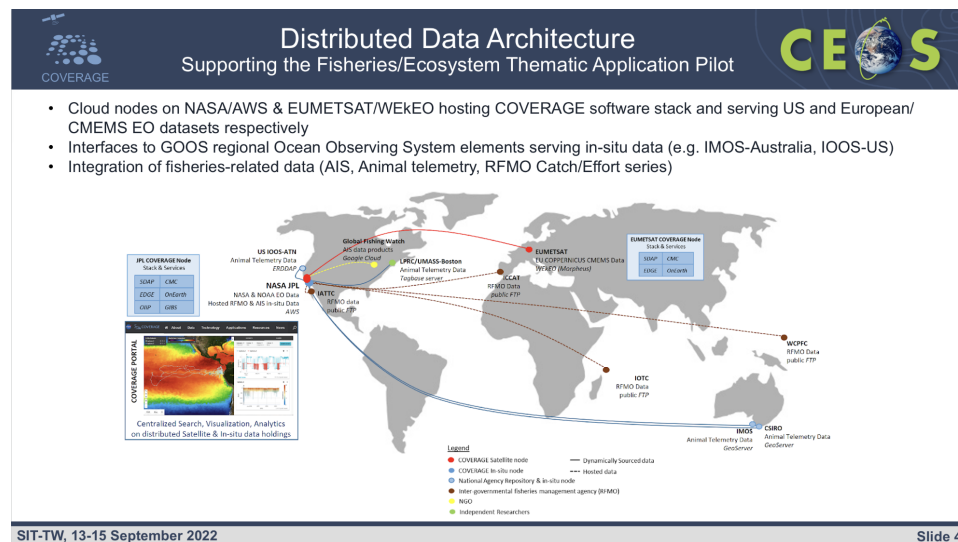 COVERAGE
Distributed Data Architecture
Supporting the Fisheries/Ecosystem Thematic Application Pilot
CEOS
• Cloud nodes on NASA/AWS & EUMETSAT/WEkEO hosting COVERAGE software stack and serving US and European/
CMEMS EO datasets respectively
• Interfaces to GOOS regional Ocean Observing System elements serving in-situ data (e.g. IMOS-Australia, IOOS-US)
• Integration of fisheries-related data (AIS, Animal telemetry, RFMO Catch/Effort series)
JPL COVERAGE Node
Stack & Services
SDAP CMC
EDGE OnEarth
OIIP GIBS
US IOOS-ATN
Animal Telemetry Data
ERDDAP
Global Fishing Watch
AIS data products
Google Cloud
LPRC/UMASS-Boston
Animal Telemetry Data
Tagbase server
NASA JPL
NASA & NOAA EO Data
Hosted RFMO & AIS in-situ Data
AWS
IATTC
RFMO data
public FTP
EUMETSAT
EU COPERNICUS CMEMS Data
WEkEO (Morpheus)
ICCAT
RFMO Data
public FTP
EUMETSAT COVERAGE Node
Stack & Services
SDAP CMC
EDGE OnEarth
WCPFC
RFMO Data
public FTP
IOTC
RFMO Data
public FTP
IMOS
Animal Telemetry Data
GeoServer
CSIRO
Animal Telemetry Data
GeoServer
COVERAGE PORTAL
COVERAGE About Data Technology Applications Resources News
Centralized Search, Visualization, Analytics
on distributed Satellite & In-situ data holdings
Legend
COVERAGE Satellite node
COVERAGE In-situ node
National Agency Repository & in-situ node
Inter-governmental fisheries management agency (RFMO)
NGO
Independent Researchers
Dynamically Sourced data
Hosted data
SIT-TW, 13-15 September 2022
Slide 4